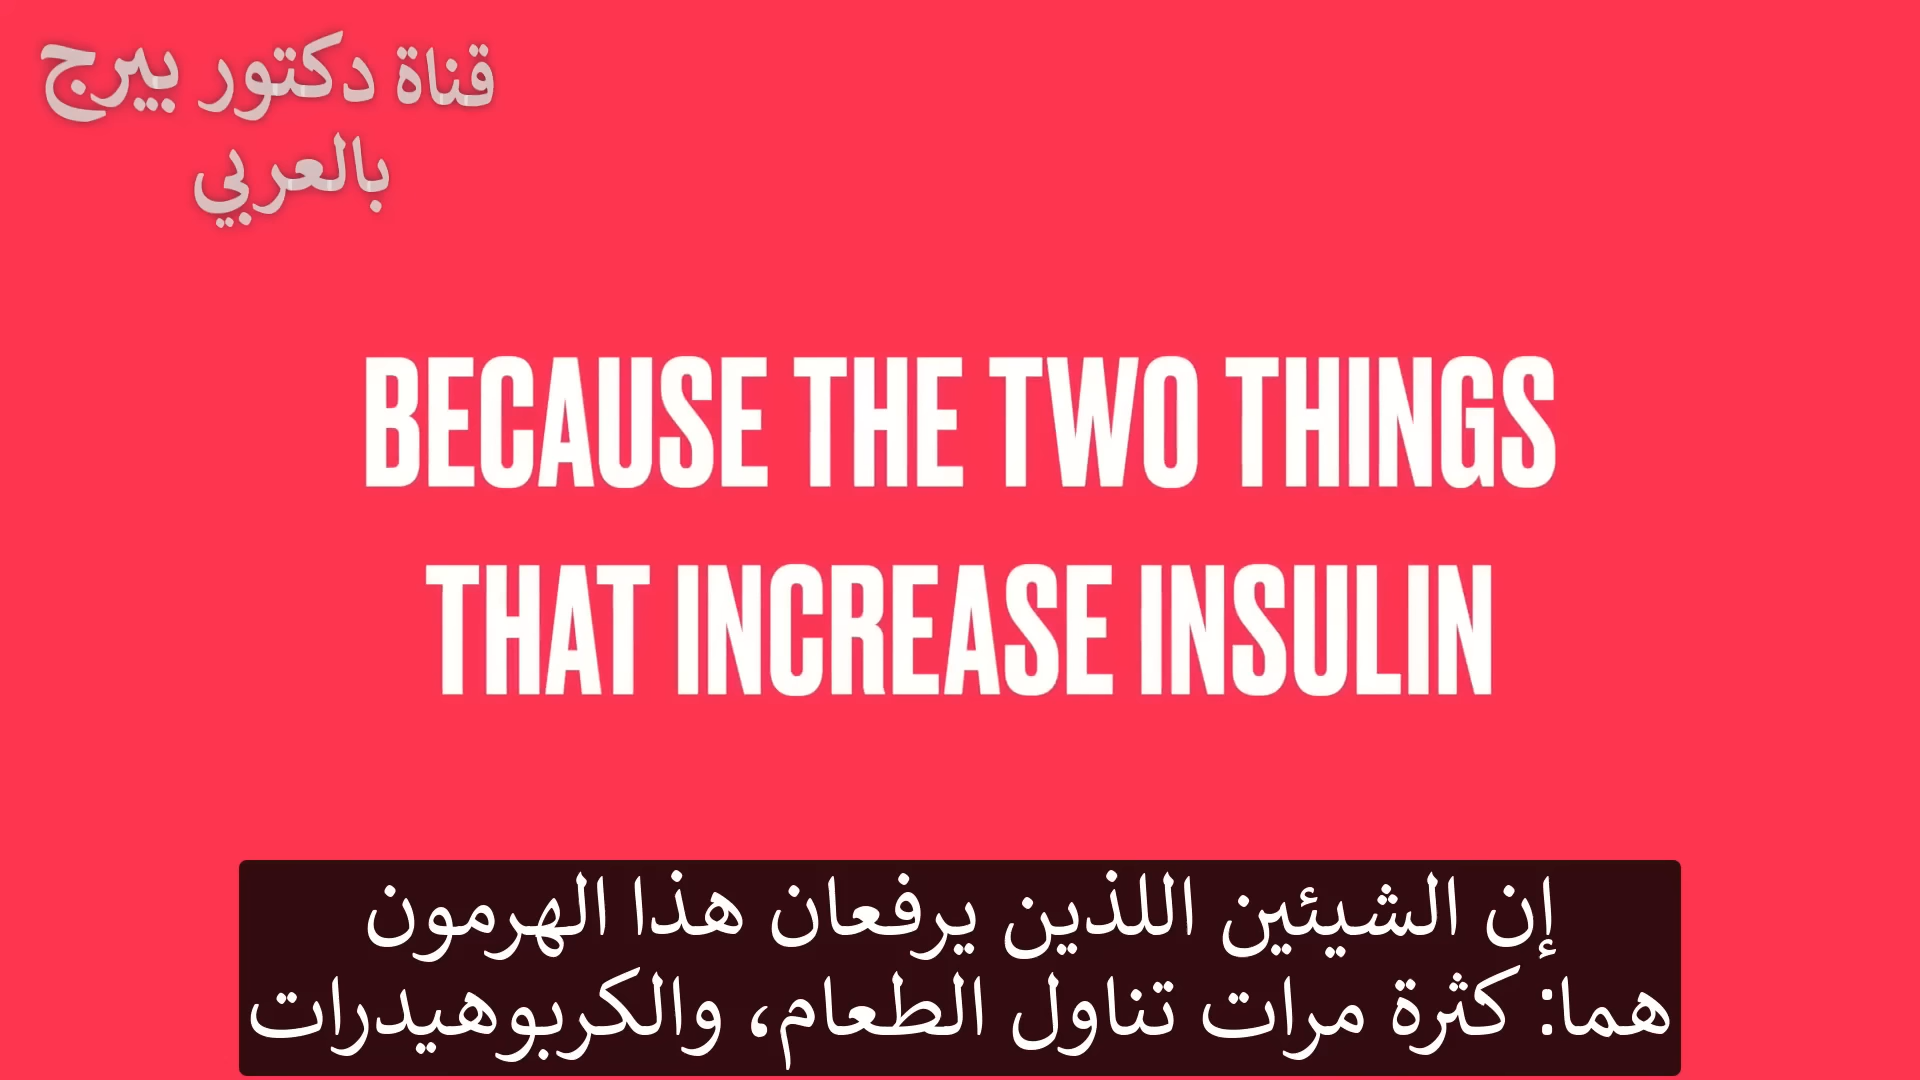 قناة دكتور بيرج
بالعربي
BECAUSE THE TWO THINGS
THAT INCREASE INSULIN
إن الشيئين اللذين يرفعان هذا الهرمون
هما: كثرة مرات تناول الطعام، والكربوهيدرات